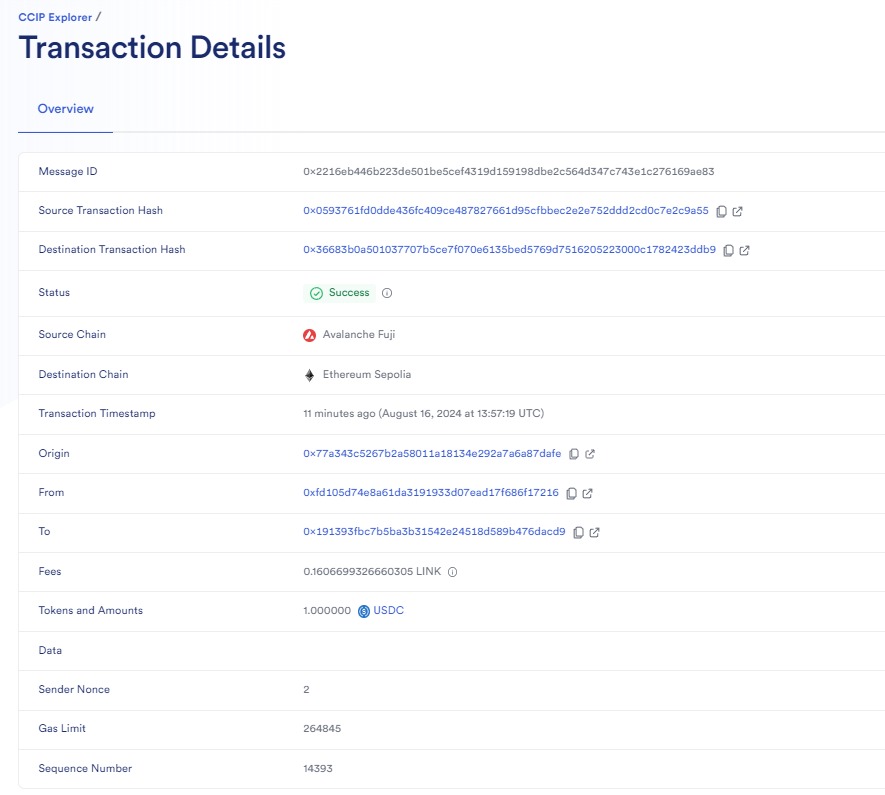 CCIP Explorer /
Transaction Details
Overview
Message ID 0x2216eb446b223de501be5cef4319d159198dbe2c564d347c743e1c276169ae83
Source Transaction Hash 0x0593761fd0dde436fc409ce487827661d95cfbbec2e2e752ddd2cd0c7e2c9a55
Destination Transaction Hash 0x36683b0a501037707b5ce7f070e6135bed5769d7516205223000c1782423ddb9
Status Success
Source Chain Avalanche Fuji
Destination Chain Ethereum Sepolia
Transaction Timestamp 11 minutes ago (August 16, 2024 at 13:57:19 UTC)
Origin 0x77a343c5267b2a58011a18134e292a7a6a87dafe
From 0xfd105d74e8a61da3191933d07ead17f686f17216
To 0x191393fbc7b5ba3b31542e24518d589b476dacd9
Fees 0.1606699326660305 LINK
Tokens and Amounts 1.000000 USDC
Data
Sender Nonce 2
Gas Limit 264845
Sequence Number 14393